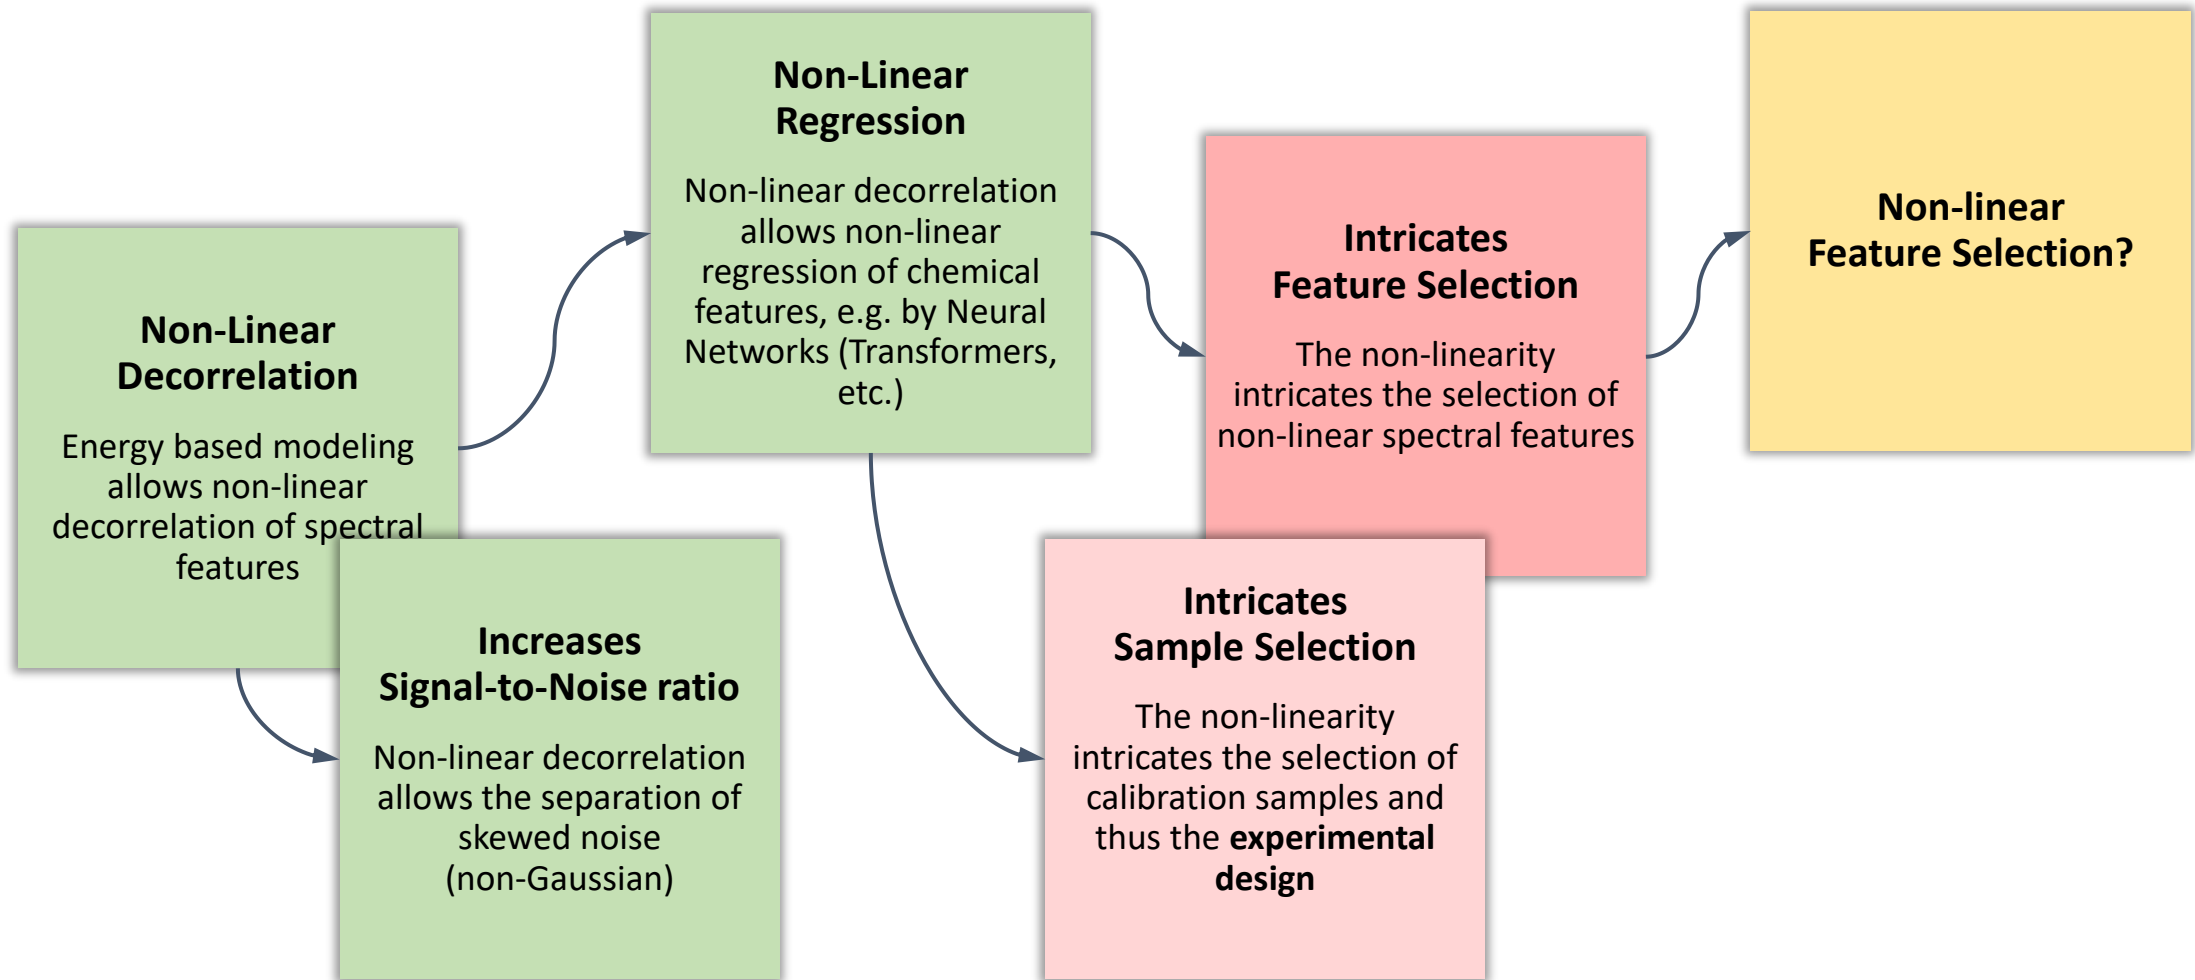 Non-Linear
Decorrelation
Energy based modeling
allows non-linear
decorrelation of spectral
features
Increases
Signal-to-Noise ratio
Non-linear decorrelation
allows the separation of
skewed noise
(non-Gaussian)
Non-Linear
Regression
Non-linear decorrelation
allows non-linear
regression of chemical
features, e.g. by Neural
Networks (Transformers,
etc.)
Intricates
Feature Selection
The non-linearity
intricates the selection of
non-linear spectral features
Intricates
Sample Selection
The non-linearity
intricates the selection of
calibration samples and
thus the experimental
design
Non-linear
Feature Selection?